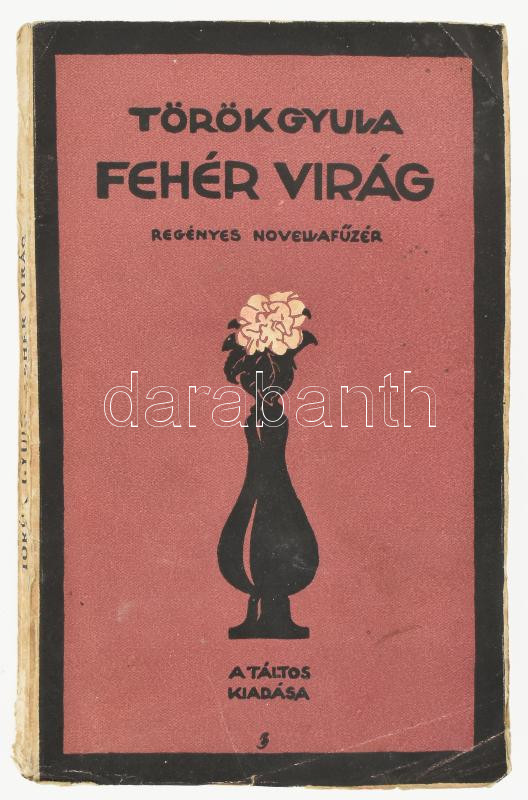 TÖRÖK GYULA
FEHÉR VIRÁG
REGÉNYES NOVELLAFŰZÉR
darabanth
A TÁLTOS
KIADÁSA